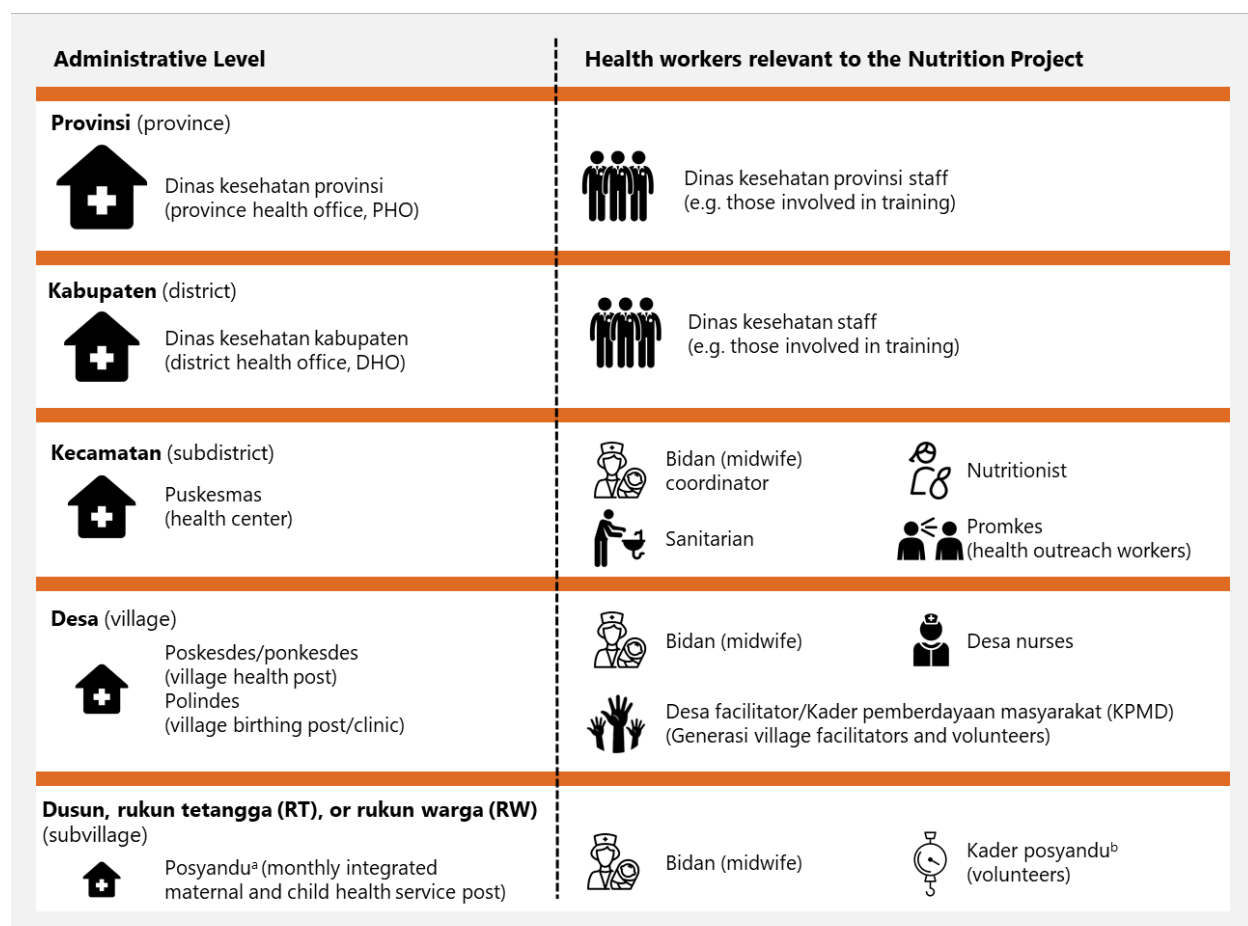 Administrative Level
Health workers relevant to the Nutrition Project
Provinsi (province)
Dinas kesehatan provinsi
(province health office, PHO)
Dinas kesehatan provinsi staff
(e.g. those involved in training)
Kabupaten (district)
Dinas kesehatan kabupaten
(district health office, DHO)
Dinas kesehatan staff
(e.g. those involved in training)
Kecamatan (subdistrict)
Puskesmas
(health center)
Bidan (midwife)
coordinator
Nutritionist
Sanitarian
Promkes
(health outreach workers)
Desa (village)
Poskesdes/ponkesdes
(village health post)
Polindes
(village birthing post/clinic)
Bidan (midwife)
Desa nurses
Desa facilitator/Kader pemberdayaan masyarakat (KPMD)
(Generasi village facilitators and volunteers)
Dusun, rukun tetangga (RT), or rukun warga (RW)
(subvillage)
Posyanduᵃ (monthly integrated
maternal and child health service post)
Bidan (midwife)
Kader posyanduᵇ
(volunteers)